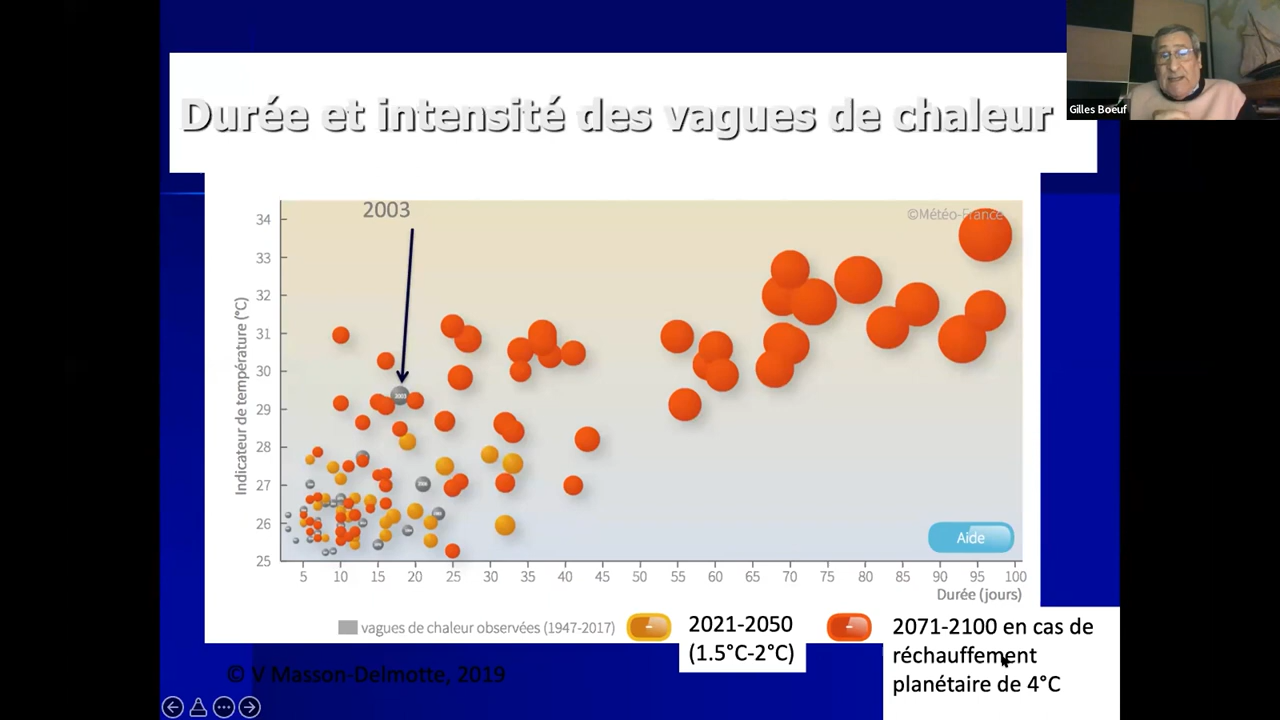 Durée et intensité des vagues de chaleur
Gilles Boeuf
2003
©Météo-France
34
33
32
31
30
29
28
27
26
25
Indicateur de température (°C)
2003
Aide
5 10 15 20 25 30 35 40 45 50 55 60 65 70 75 80 85 90 95 100
Durée (jours)
vagues de chaleur observées (1947-2017)
2021-2050
(1.5°C-2°C)
2071-2100 en cas de
réchauffement
planétaire de 4°C
© V Masson-Delmotte, 2019